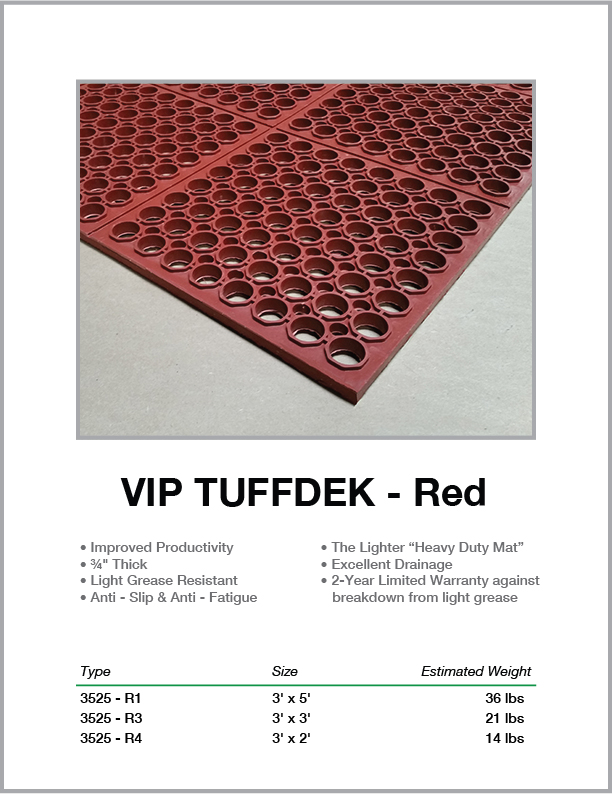 VIP TUFFDEK - Red
• Improved Productivity
• ¾" Thick
• Light Grease Resistant
• Anti - Slip & Anti - Fatigue
• The Lighter “Heavy Duty Mat”
• Excellent Drainage
• 2-Year Limited Warranty against
breakdown from light grease
Type Size Estimated Weight
3525 - R1 3' x 5' 36 lbs
3525 - R3 3' x 3' 21 lbs
3525 - R4 3' x 2' 14 lbs